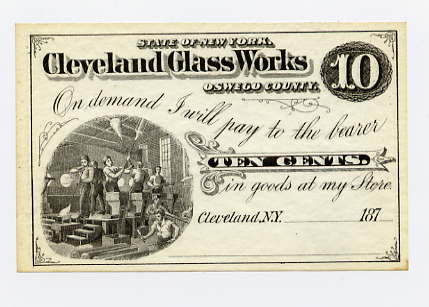 STATE OF NEW YORK.
Cleveland Glass Works
OSWEGO COUNTY.
10
On demand I will pay to the bearer
TEN CENTS.
in goods at my Store.
Cleveland, N.Y. 187